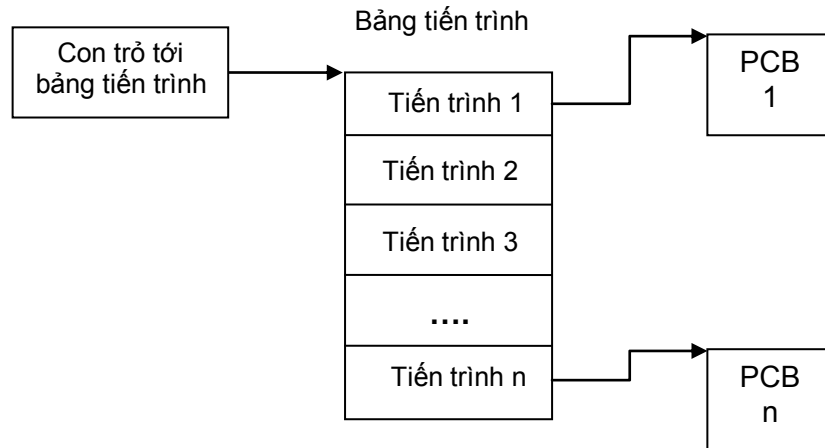 Bảng tiến trình
Con trỏ tới
bảng tiến trình
Tiến trình 1
Tiến trình 2
Tiến trình 3
....
Tiến trình n
PCB
1
PCB
n